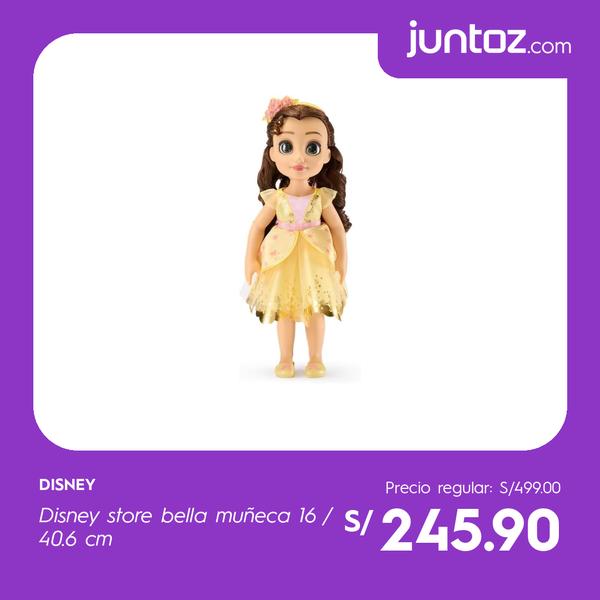 juntoz.com
DISNEY
Disney store bella muñeca 16 /
40.6 cm
Precio regular: S/499.00
S/ 245.90